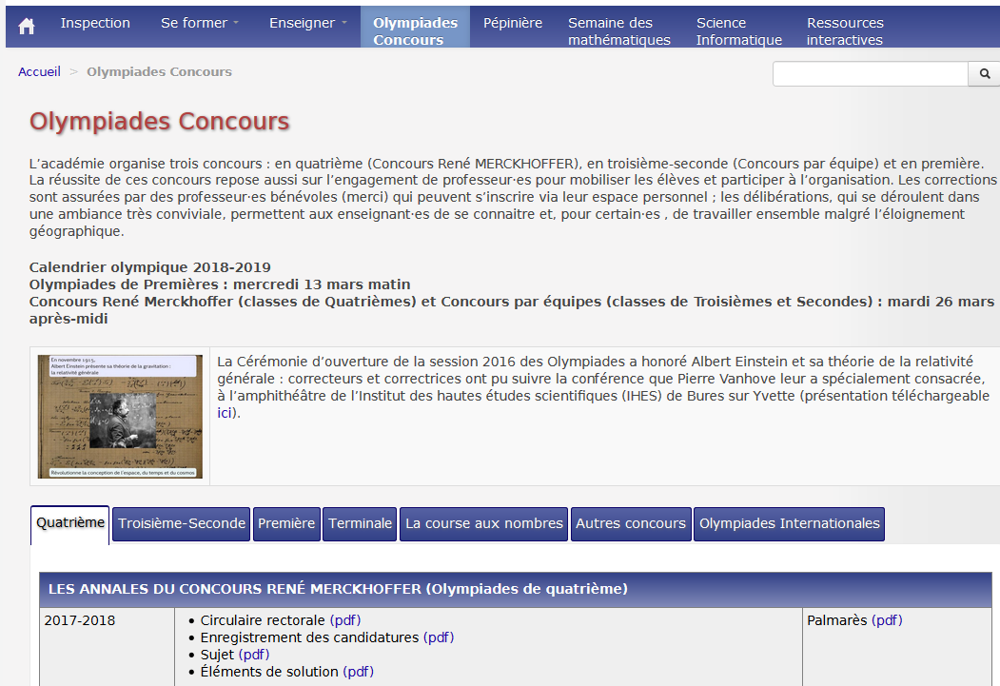 Inspection Se former Enseigner Olympiades Concours Pépinière Semaine des mathématiques Science Informatique Ressources interactives
Accueil > Olympiades Concours
Olympiades Concours
L’académie organise trois concours : en quatrième (Concours René MERCKHOFFER), en troisième-seconde (Concours par équipe) et en première.
La réussite de ces concours repose aussi sur l’engagement de professeur·es pour mobiliser les élèves et participer à l’organisation. Les corrections
sont assurées par des professeur·es bénévoles (merci) qui peuvent s’inscrire via leur espace personnel ; les délibérations, qui se déroulent dans
une ambiance très conviviale, permettent aux enseignant·es de se connaitre et, pour certain·es , de travailler ensemble malgré l’éloignement
géographique.
Calendrier olympique 2018-2019
Olympiades de Premières : mercredi 13 mars matin
Concours René Merckhoffer (classes de Quatrièmes) et Concours par équipes (classes de Troisièmes et Secondes) : mardi 26 mars
après-midi
En novembre 1915,
Albert Einstein présente sa théorie de la gravitation :
la relativité générale
Révolutionne la conception de l'espace, du temps et du cosmos
La Cérémonie d’ouverture de la session 2016 des Olympiades a honoré Albert Einstein et sa théorie de la relativité
générale : correcteurs et correctrices ont pu suivre la conférence que Pierre Vanhove leur a spécialement consacrée,
à l’amphithéâtre de l’Institut des hautes études scientifiques (IHES) de Bures sur Yvette (présentation téléchargeable
ici).
Quatrième Troisième-Seconde Première Terminale La course aux nombres Autres concours Olympiades Internationales
LES ANNALES DU CONCOURS RENÉ MERCKHOFFER (Olympiades de quatrième)
2017-2018 • Circulaire rectorale (pdf) Palmarès (pdf)
• Enregistrement des candidatures (pdf)
• Sujet (pdf)
• Éléments de solution (pdf)